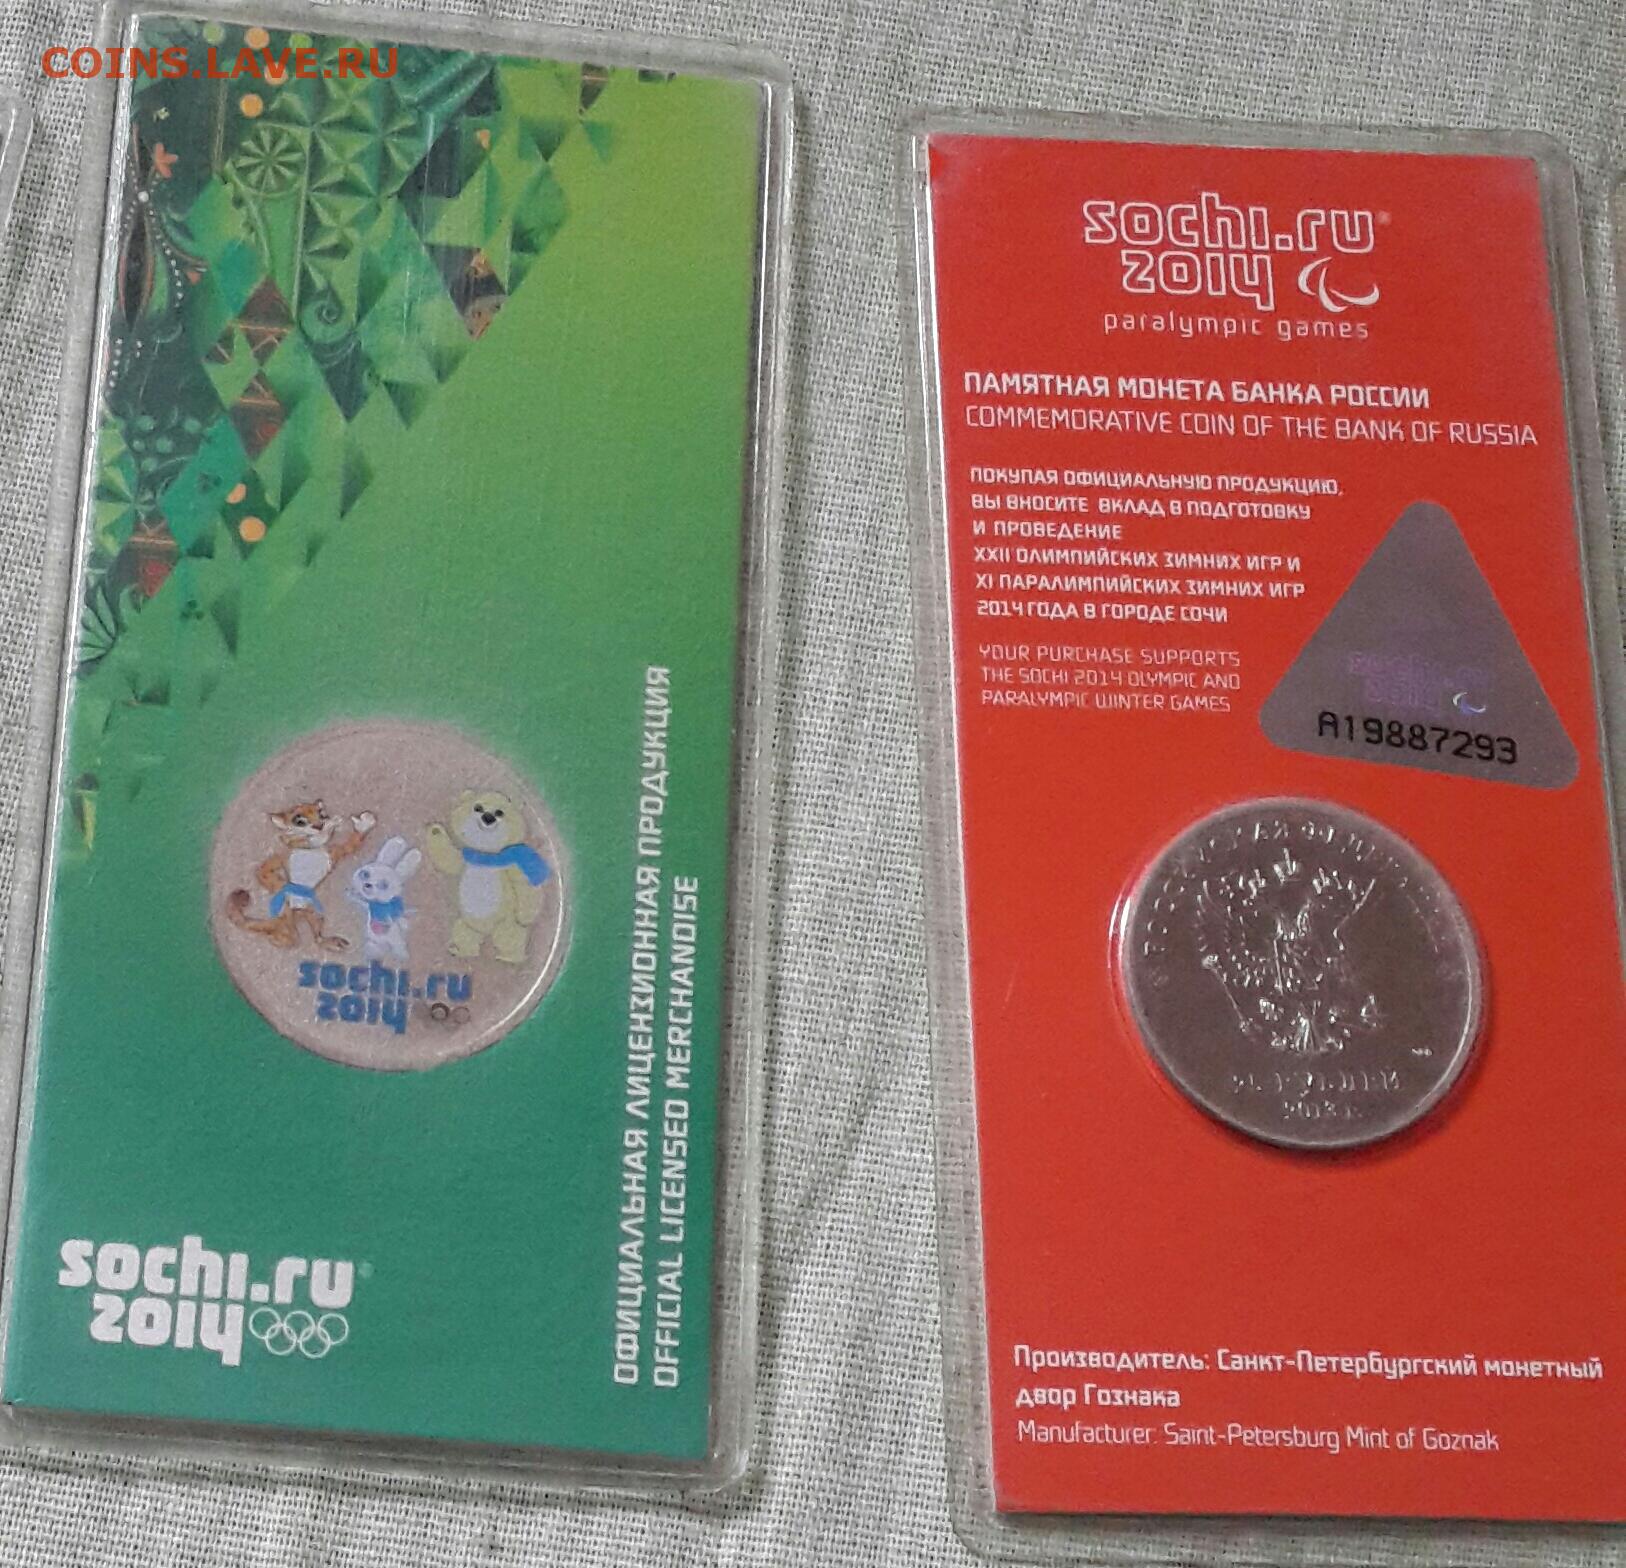 COINS.LAVE.RU
sochi.ru
2014
ОФИЦИАЛЬНАЯ ЛИЦЕНЗИОННАЯ ПРОДУКЦИЯ
OFFICIAL LICENSED MERCHANDISE
sochi.ru
2014
sochi.ru
2014
paralympic games
ПАМЯТНАЯ МОНЕТА БАНКА РОССИИ
COMMEMORATIVE COIN OF THE BANK OF RUSSIA
ПОКУПАЯ ОФИЦИАЛЬНУЮ ПРОДУКЦИЮ,
ВЫ ВНОСИТЕ ВКЛАД В ПОДГОТОВКУ
И ПРОВЕДЕНИЕ
XXII ОЛИМПИЙСКИХ ЗИМНИХ ИГР И
XI ПАРАЛИМПИЙСКИХ ЗИМНИХ ИГР
2014 ГОДА В ГОРОДЕ СОЧИ
YOUR PURCHASE SUPPORTS
THE SOCHI 2014 OLYMPIC AND
PARALYMPIC WINTER GAMES
sochi.ru
2014
A19887293
Производитель: Санкт-Петербургский монетный
двор Гознака
Manufacturer: Saint-Petersburg Mint of Goznak